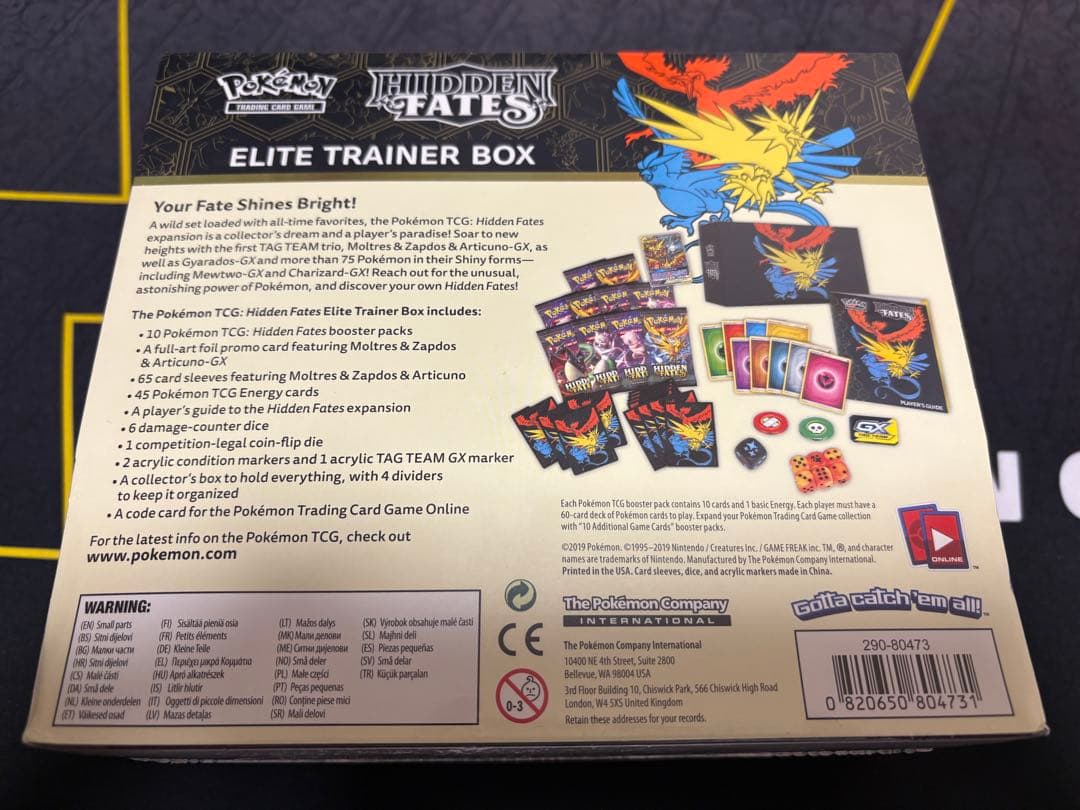 POKÉMON
TRADING CARD GAME
HIDDEN
FATES
ELITE TRAINER BOX
Your Fate Shines Bright!
A wild set loaded with all-time favorites, the Pokémon TCG: Hidden Fates
expansion is a collector's dream and a player's paradise! Soar to new
heights with the first TAG TEAM trio, Moltres & Zapdos & Articuno-GX, as
well as Gyarados-GX and more than 75 Pokémon in their Shiny forms—
including Mewtwo-GX and Charizard-GX! Reach out for the unusual,
astonishing power of Pokémon, and discover your own Hidden Fates!
The Pokémon TCG: Hidden Fates Elite Trainer Box includes:
• 10 Pokémon TCG: Hidden Fates booster packs
• A full-art foil promo card featuring Moltres & Zapdos
& Articuno-GX
• 65 card sleeves featuring Moltres & Zapdos & Articuno
• 45 Pokémon TCG Energy cards
• A player's guide to the Hidden Fates expansion
• 6 damage-counter dice
• 1 competition-legal coin-flip die
• 2 acrylic condition markers and 1 acrylic TAG TEAM GX marker
• A collector's box to hold everything, with 4 dividers
to keep it organized
• A code card for the Pokémon Trading Card Game Online
For the latest info on the Pokémon TCG, check out
www.pokemon.com
HIDDEN
FATES
FATES
PLAYER'S GUIDE
GX
Each Pokémon TCG booster pack contains 10 cards and 1 basic Energy. Each player must have a
60-card deck of Pokémon cards to play. Expand your Pokémon Trading Card Game collection
with "10 Additional Game Cards" booster packs.
©2019 Pokémon. ©1995–2019 Nintendo / Creatures Inc. / GAME FREAK inc. TM, ®, and character
names are trademarks of Nintendo. Manufactured by The Pokémon Company International.
Printed in the USA. Card sleeves, dice, and acrylic markers made in China.
ONLINE
WARNING:
(EN) Small parts
(BS) Sitni dijelovi
(BG) Малки части
(HR) Sitni dijelovi
(CS) Malé části
(DA) Små dele
(NL) Kleine onderdelen
(ET) Väikesed osad
(FI) Sisältää pieniä osia
(FR) Petits éléments
(DE) Kleine Teile
(EL) Περιέχει μικρά Κομμάτια
(HU) Apró alkatrészek
(IS) Litlir hlutir
(IT) Oggetti di piccole dimensioni
(LV) Mazas detaļas
(LT) Mažos dalys
(MK) Мали делови
(ME) Ситни дијелови
(NO) Små deler
(PL) Małe części
(PT) Peças pequenas
(RO) Conține piese mici
(SR) Mali delovi
(SK) Výrobok obsahuje malé časti
(SL) Majhni deli
(ES) Piezas pequeñas
(SV) Små delar
(TR) Küçük parçaları
CE
0-3
The Pokémon Company
INTERNATIONAL
The Pokémon Company International
10400 NE 4th Street, Suite 2800
Bellevue, WA 98004 USA
3rd Floor Building 10, Chiswick Park, 566 Chiswick High Road
London, W4 5XS United Kingdom
Retain these addresses for your records.
Gotta catch 'em all!™
290-80473
0 820650 804731